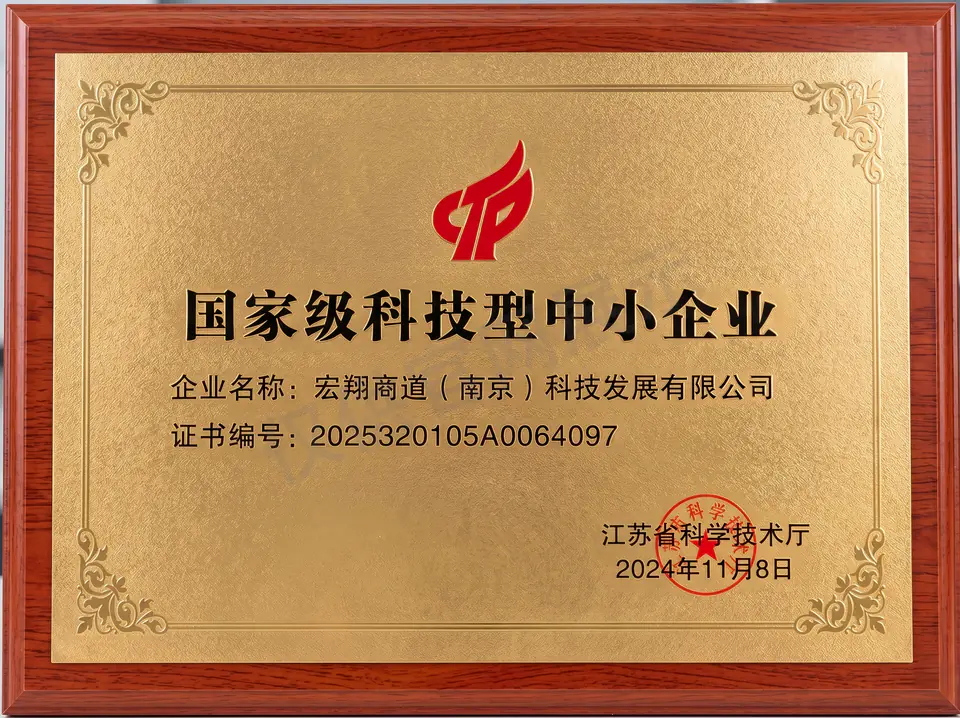 国家级科技型中小企业
企业名称：宏翔商道（南京）科技发展有限公司
证书编号：2025320105A0064097
江苏省科学技术厅
2024年11月8日